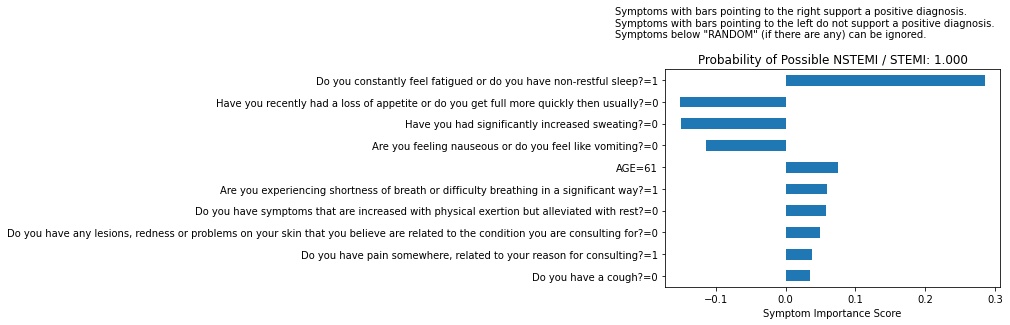 Symptoms with bars pointing to the right support a positive diagnosis.
Symptoms with bars pointing to the left do not support a positive diagnosis.
Symptoms below "RANDOM" (if there are any) can be ignored.
Probability of Possible NSTEMI / STEMI: 1.000
Do you constantly feel fatigued or do you have non-restful sleep?=1
Have you recently had a loss of appetite or do you get full more quickly then usually?=0
Have you had significantly increased sweating?=0
Are you feeling nauseous or do you feel like vomiting?=0
AGE=61
Are you experiencing shortness of breath or difficulty breathing in a significant way?=1
Do you have symptoms that are increased with physical exertion but alleviated with rest?=0
Do you have any lesions, redness or problems on your skin that you believe are related to the condition you are consulting for?=0
Do you have pain somewhere, related to your reason for consulting?=1
Do you have a cough?=0
−0.1 0.0 0.1 0.2 0.3
Symptom Importance Score